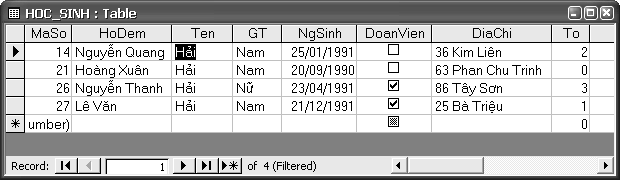 HOC_SINH : Table
MaSo HoDem Ten GT NgSinh DoanVien DiaChi To
14 Nguyễn Quang Hải Nam 25/01/1991 36 Kim Liên 2
21 Hoàng Xuân Hải Nam 20/09/1990 63 Phan Chu Trinh 0
26 Nguyễn Thanh Hải Nữ 23/04/1991 86 Tây Sơn 3
27 Lê Văn Hải Nam 21/12/1991 25 Bà Triệu 1
umber) 0
Record: 1 of 4 (Filtered)